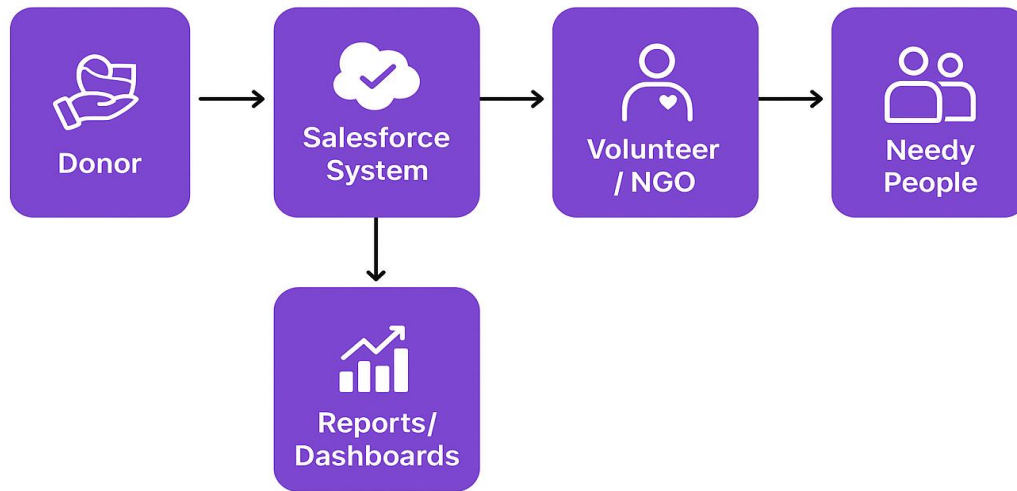 Donor
Salesforce
System
Volunteer
/ NGO
Needy
People
Reports/
Dashboards